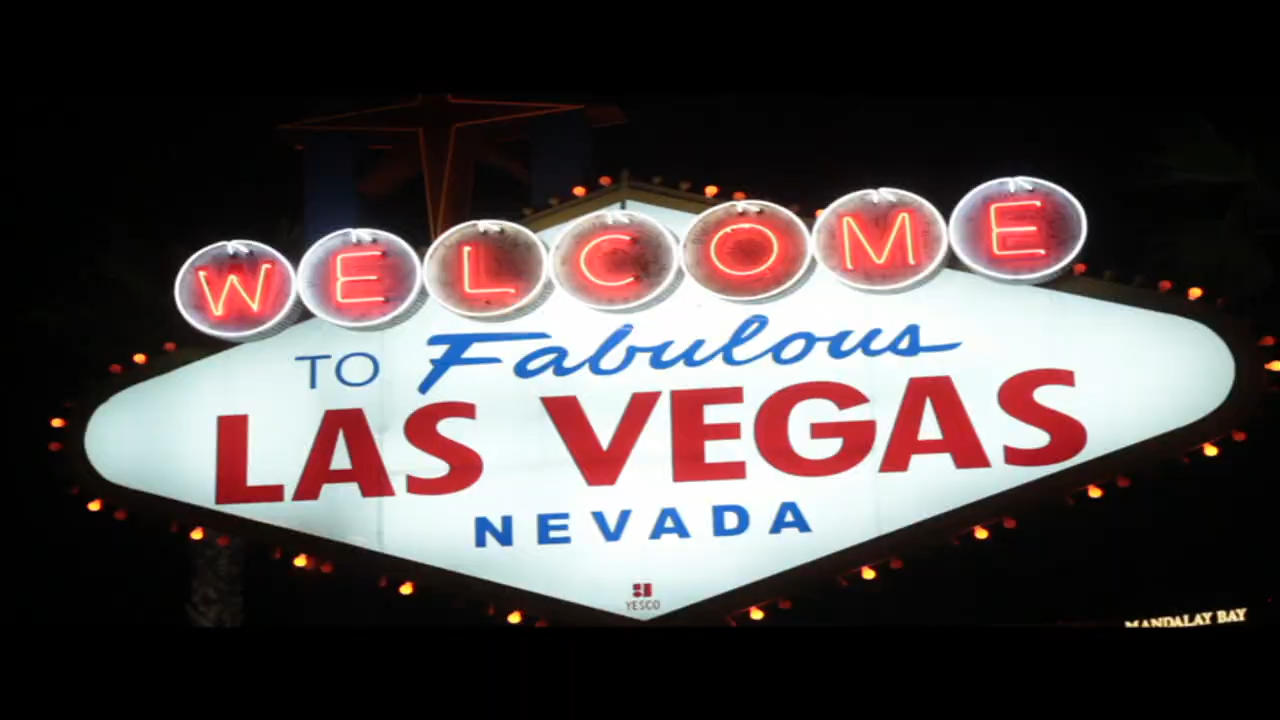 WELCOME
TO Fabulous
LAS VEGAS
NEVADA
YESCO
MANDALAY BAY